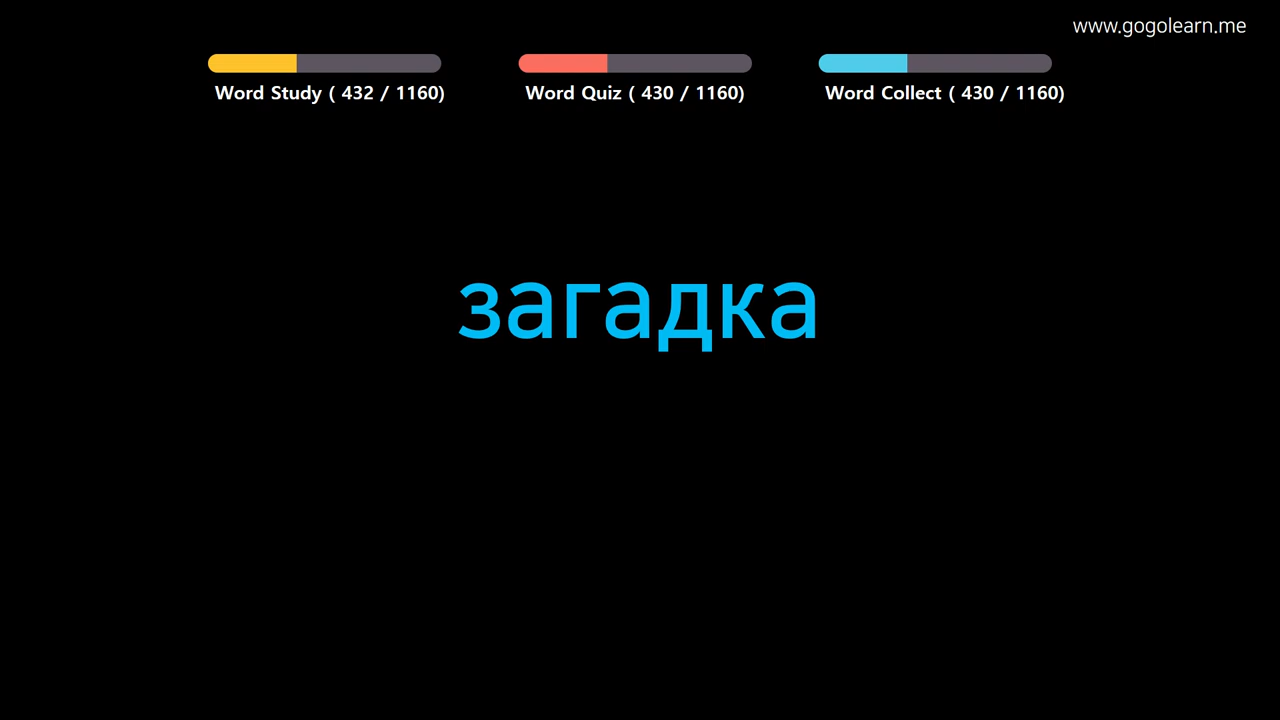 www.gogolearn.me
Word Study ( 432 / 1160)
Word Quiz ( 430 / 1160)
Word Collect ( 430 / 1160)
загадка